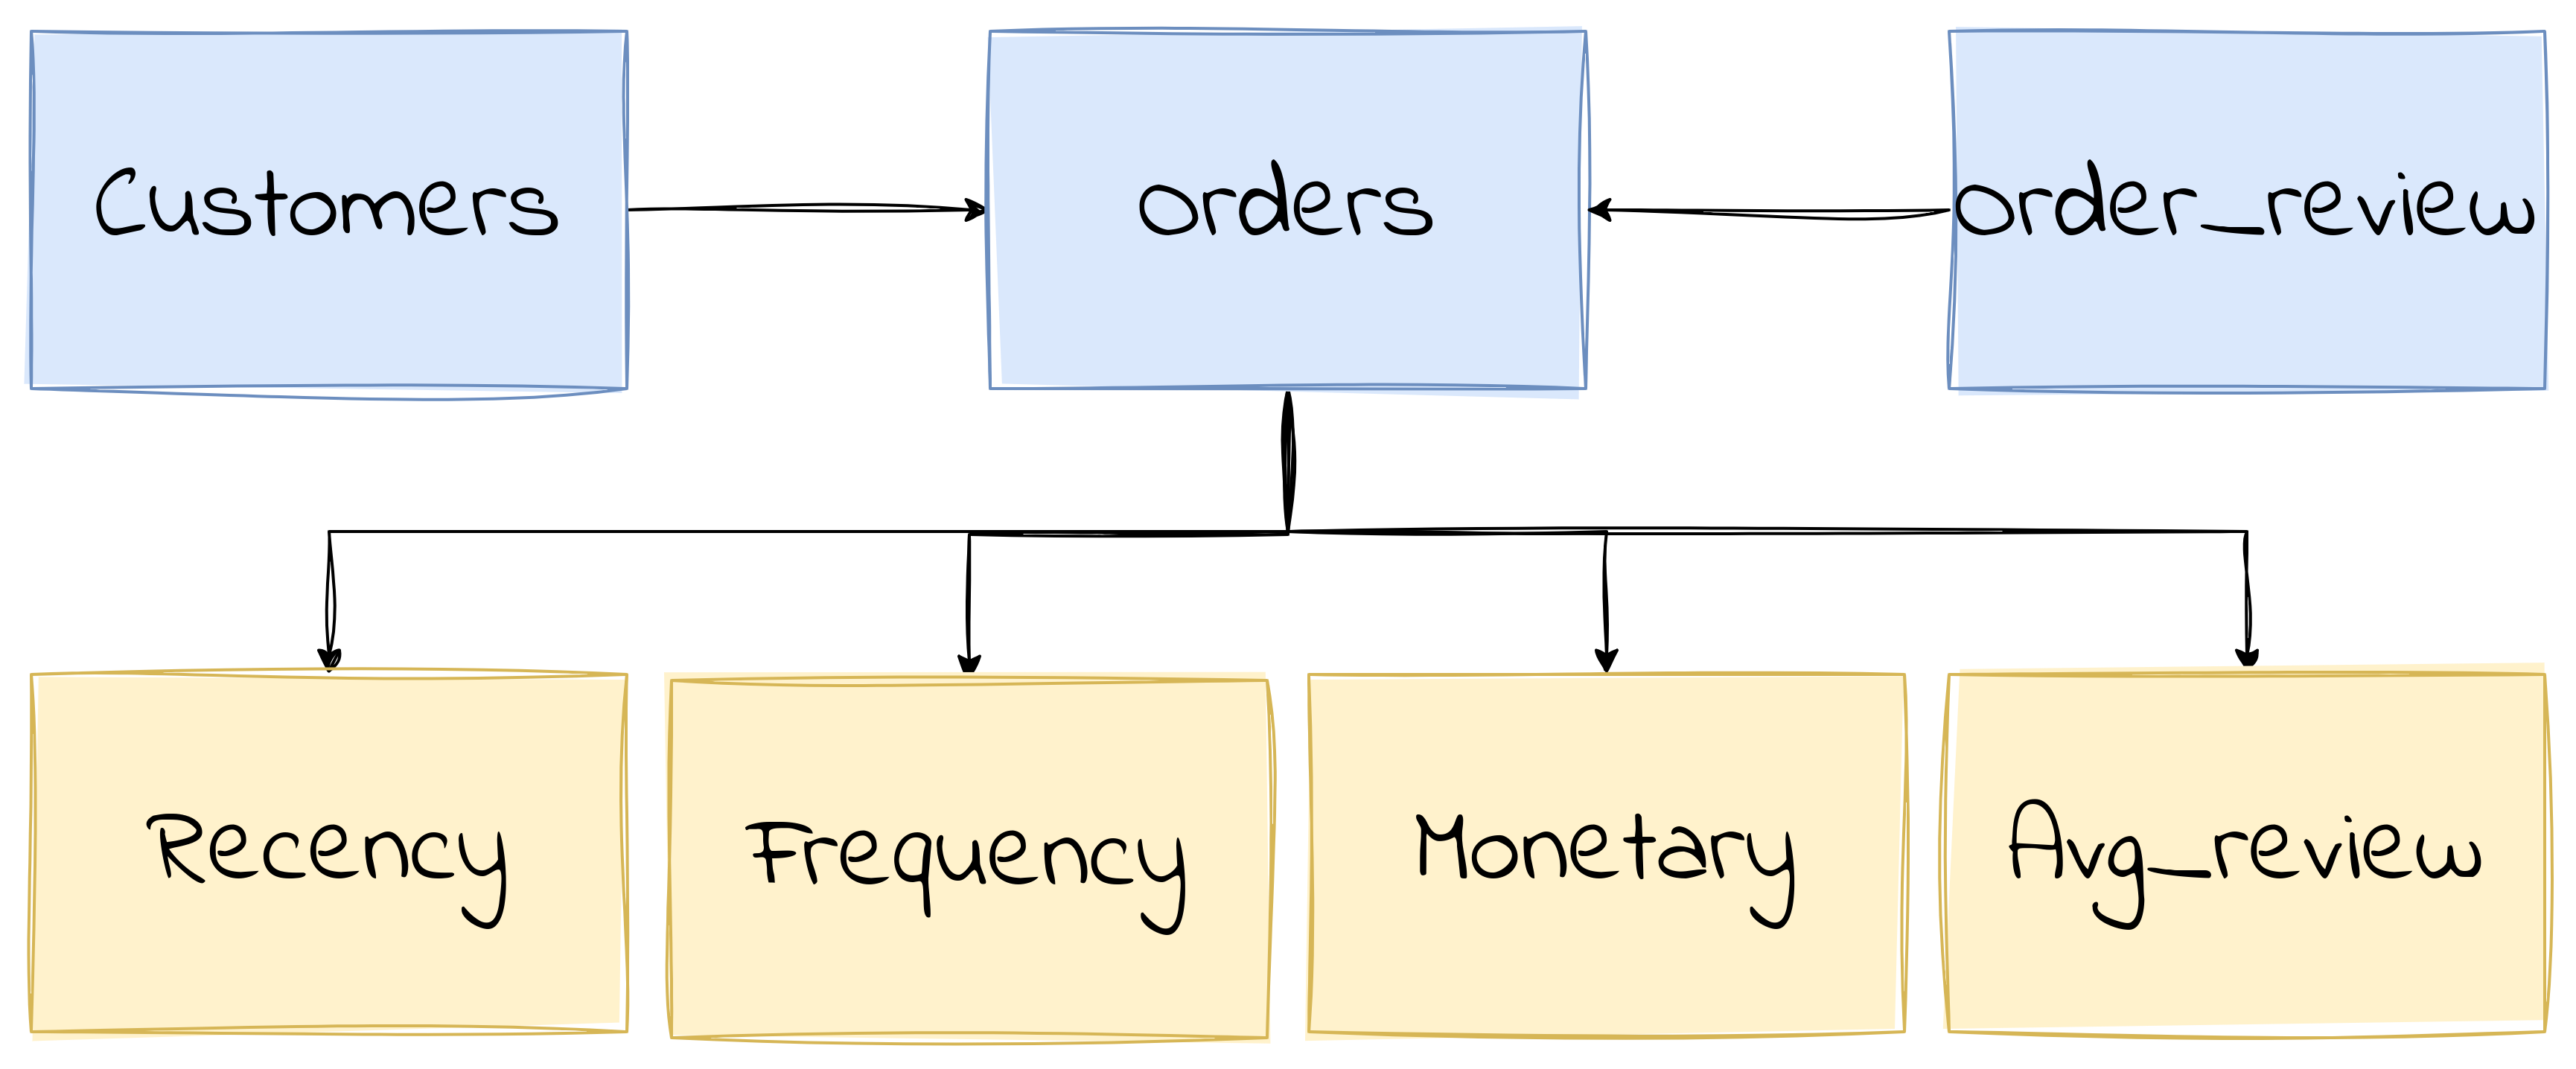 Customers
Orders
Order_review
Recency
Frequency
Monetary
Avg_review